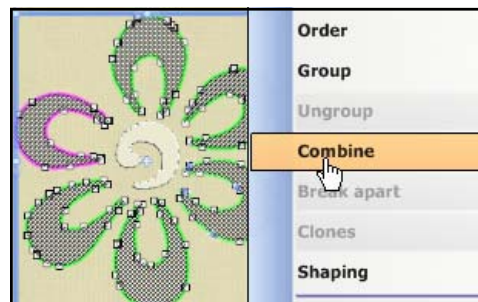 Order
Group
Ungroup
Combine
Break apart
Clones
Shaping